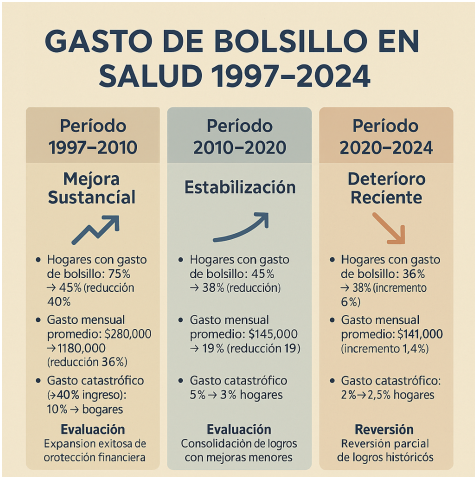 GASTO DE BOLSILLO EN
SALUD 1997–2024
Período
1997–2010
Mejora
Sustancial
• Hogares con gasto
de bolsillo: 75%
→ 45% (reducción
40%
• Gasto mensual
promedio: $280,000
→1180,000
(reducción 36%)
• Gasto catastrófico
(→40% ingreso):
10% → bogares
Evaluación
Expansion exitosa de
orotección financiera
Período
2010–2020
Estabilización
• Hogares con gasto
de bolsillo: 45%
→ 38% (reducción)
• Gasto mensual
promedio: $145,000
→ 19% (reducción 19)
• Gasto catastrófico
5% → 3% hogares
Evaluación
Consolidación de logros
con mejoras menores
Período
2020–2024
Deterioro
Reciente
• Hogares con gasto
de bolsillo: 36%
→ 38% (incremento
6%)
• Gasto mensual
promedio: $141,000
(incremento 1,4%)
• Gasto catastrófico:
2%→2,5% hogares
Reversión
Reversión parcial
de logros históricós